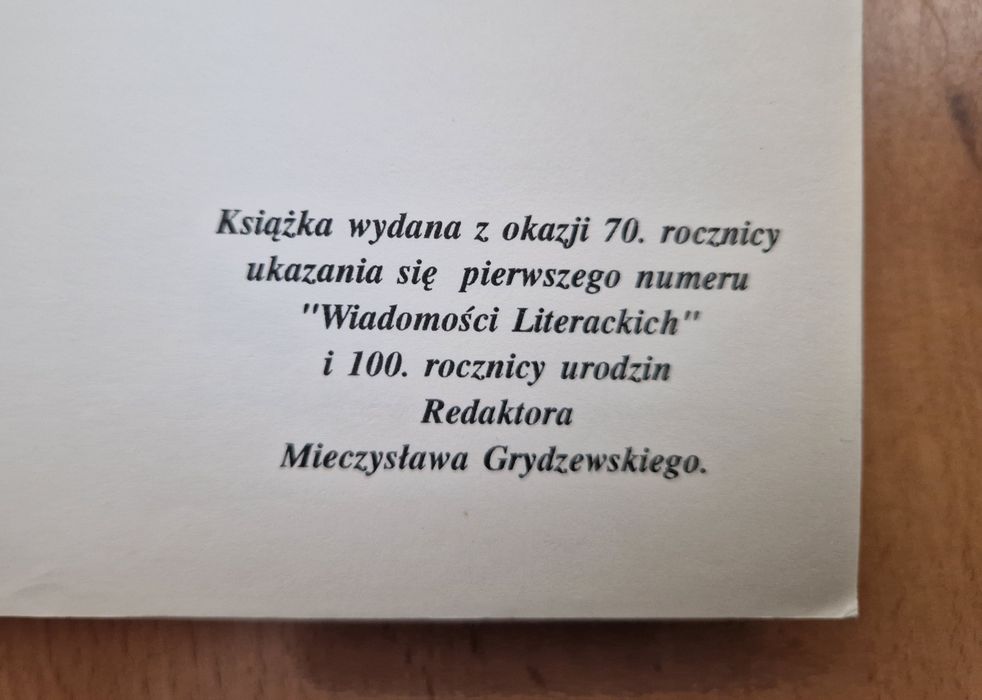 Książka wydana z okazji 70. rocznicy
ukazania się pierwszego numeru
"Wiadomości Literackich"
i 100. rocznicy urodzin
Redaktora
Mieczysława Grydzewskiego.